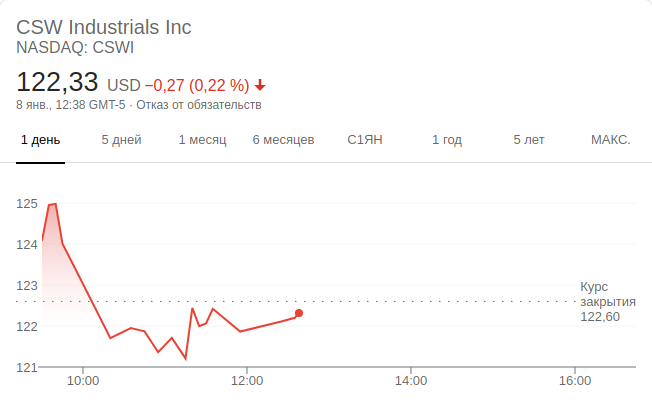 CSW Industrials Inc
NASDAQ: CSWI
122,33 USD −0,27 (0,22 %)
8 янв., 12:38 GMT-5 · Отказ от обязательств
1 день 5 дней 1 месяц 6 месяцев С1ЯН 1 год 5 лет МАКС.
125
124
123
Курс
закрытия
122,60
122
121
10:00 12:00 14:00 16:00